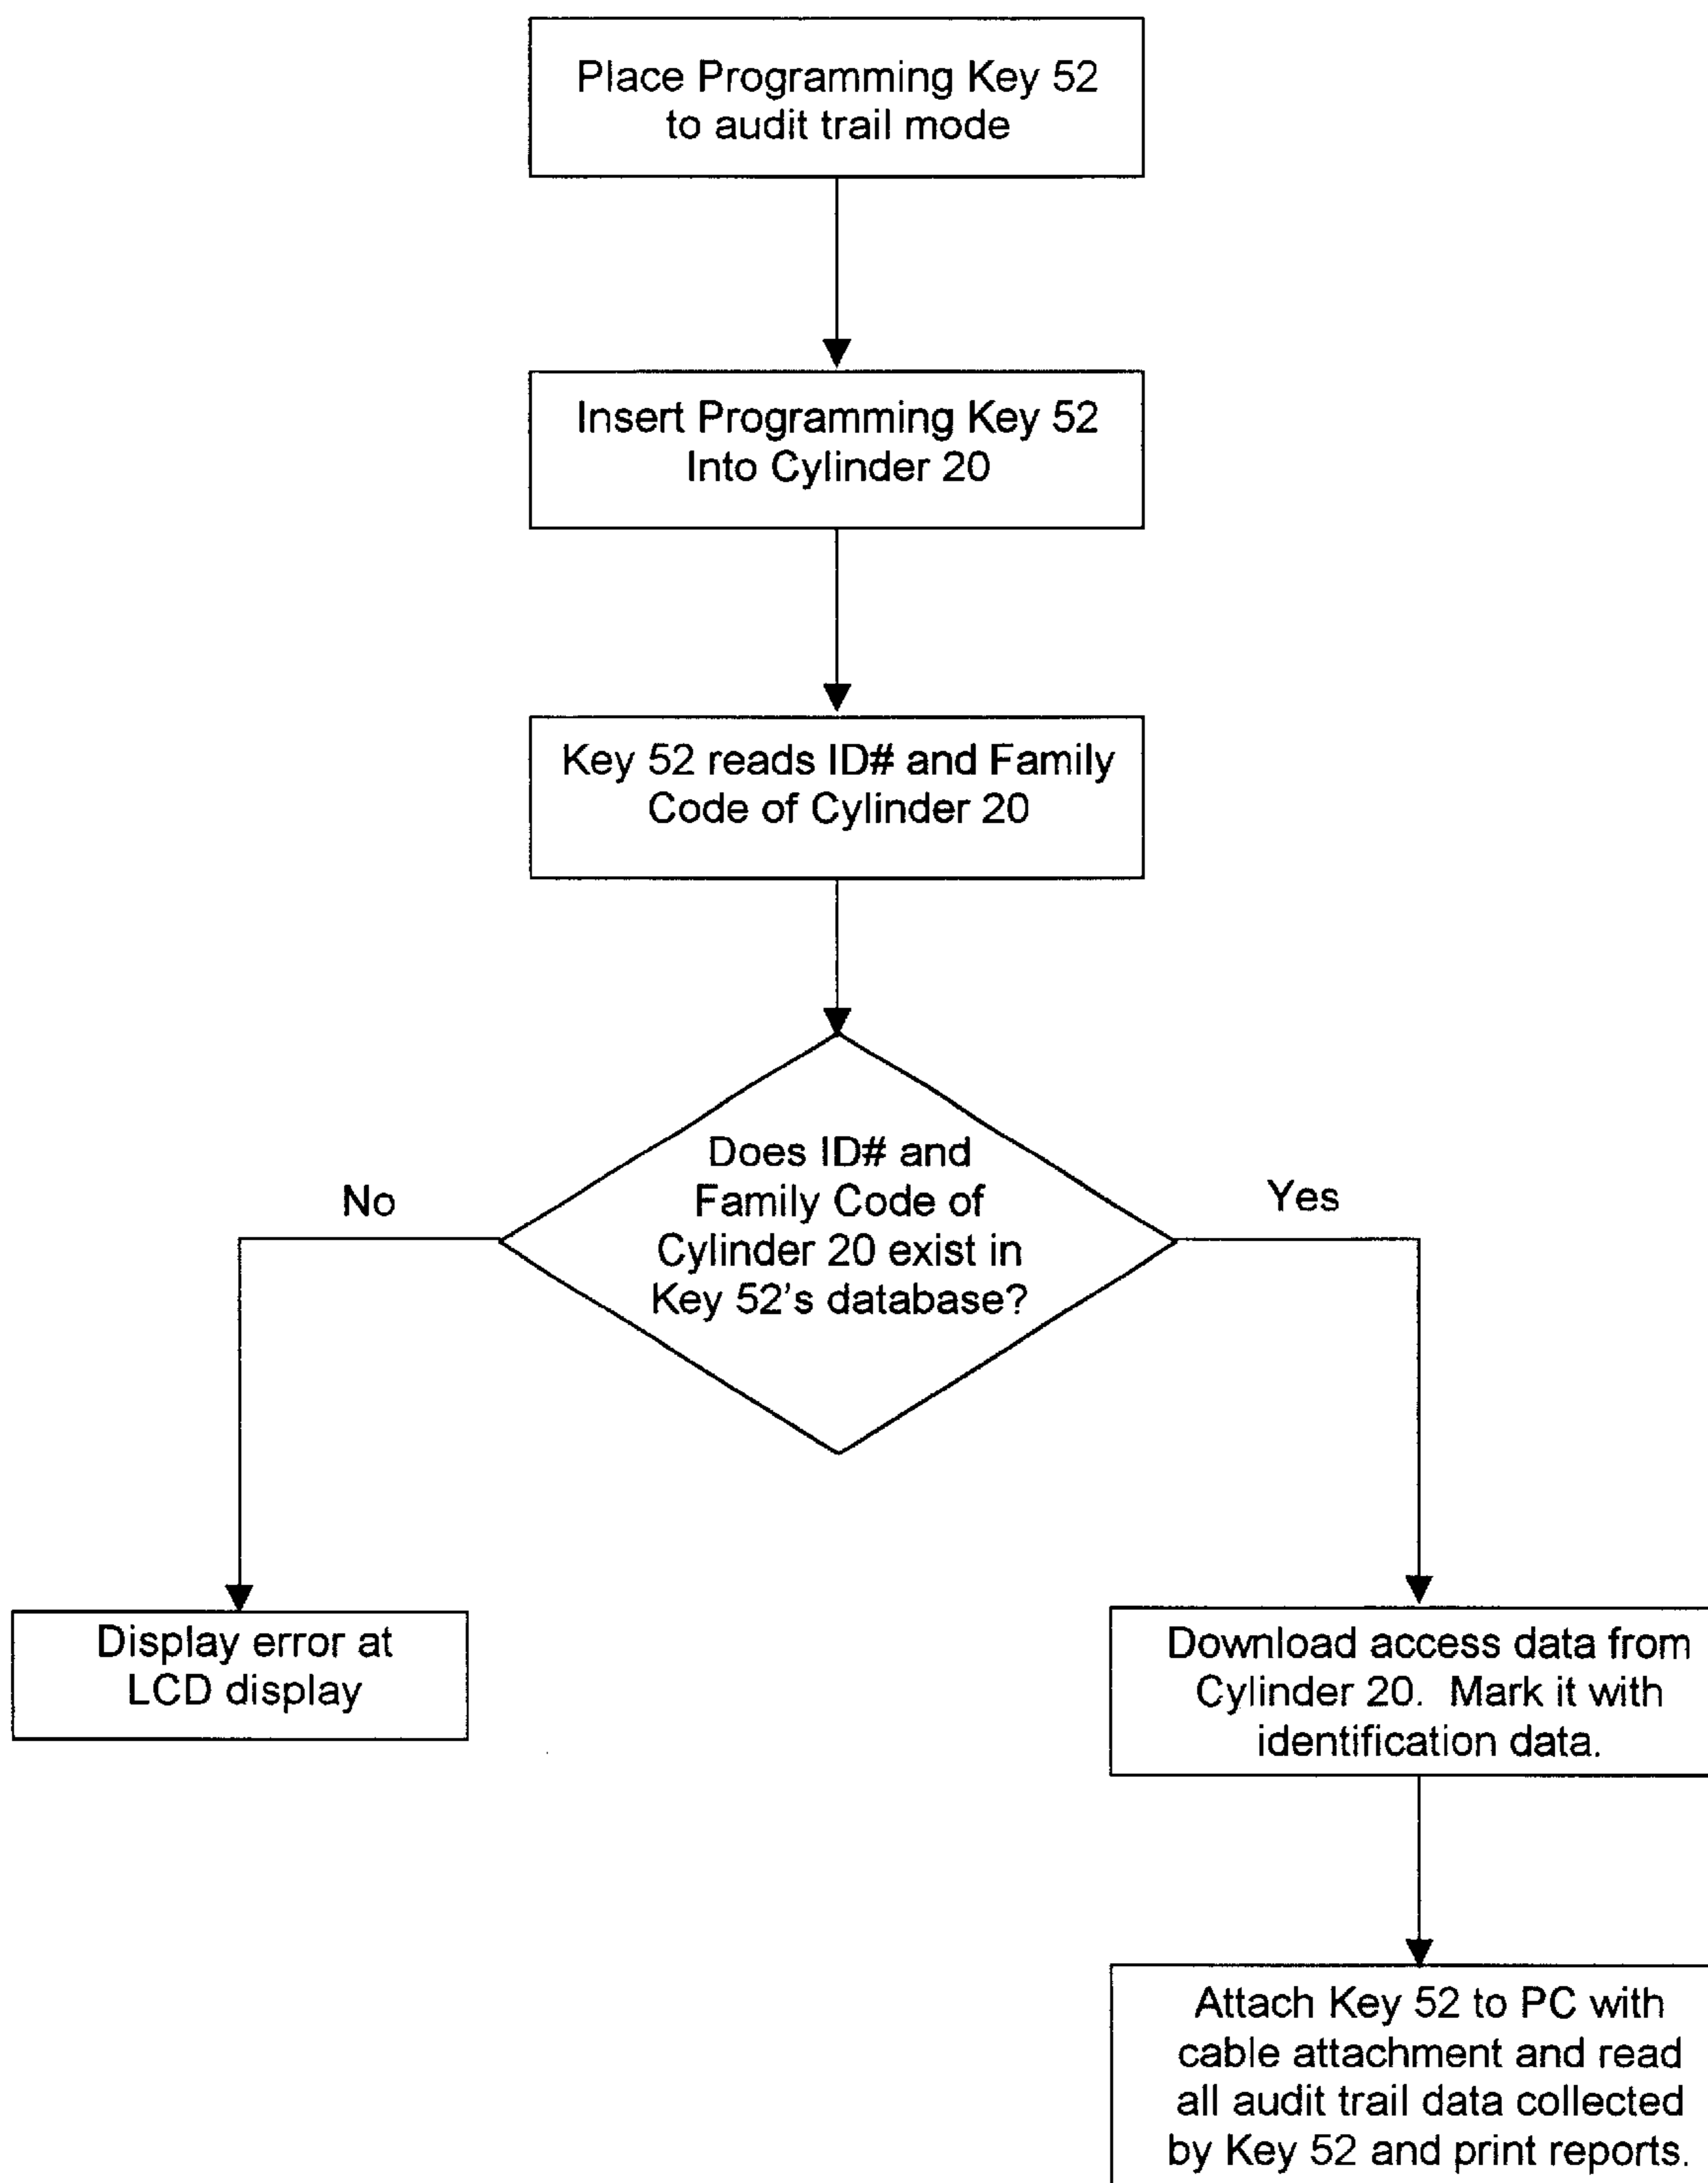 Place Programming Key 52
to audit trail mode
Insert Programming Key 52
Into Cylinder 20
Key 52 reads ID# and Family
Code of Cylinder 20
Does ID# and
Family Code of
Cylinder 20 exist in
Key 52's database?
No
Yes
Display error at
LCD display
Download access data from
Cylinder 20.  Mark it with
identification data.
Attach Key 52 to PC with
cable attachment and read
all audit trail data collected
by Key 52 and print reports.